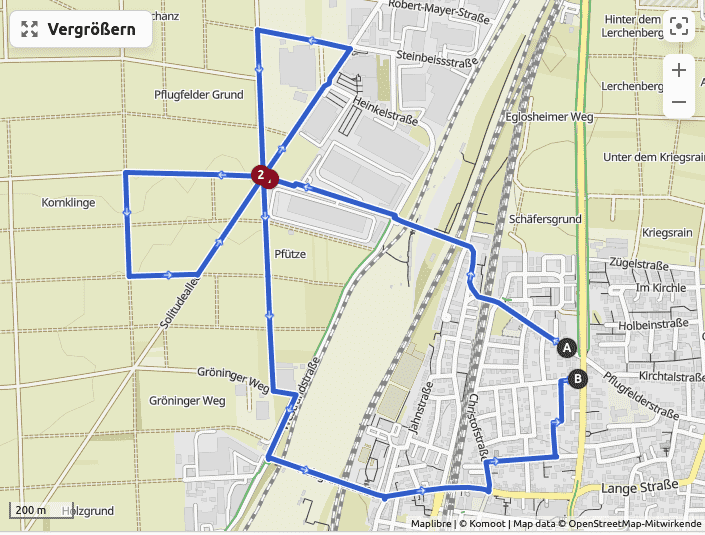 Robert-Mayer-Straße
Hinter dem
Lerchenberg
Vergrößern
Steinbeissstraße
Pflugfelder Grund
Heinkelstraße
Lerchenberg
Eglosheimer Weg
Unter dem Kriegsrain
2
Kornklinge
Schäfersgrund
Kriegsrain
Pfütze
Zügelstraße
Im Kirchle
Solitudeallee
Holbeinstraße
A
Gröninger Weg
B
Kirchtalstraße
Pflugfelderstraße
Gröninger Weg
Jahnstraße
Christofstraße
Lange Straße
200 m
Holzgrund
Maplibre | © Komoot | Map data © OpenStreetMap-Mitwirkende